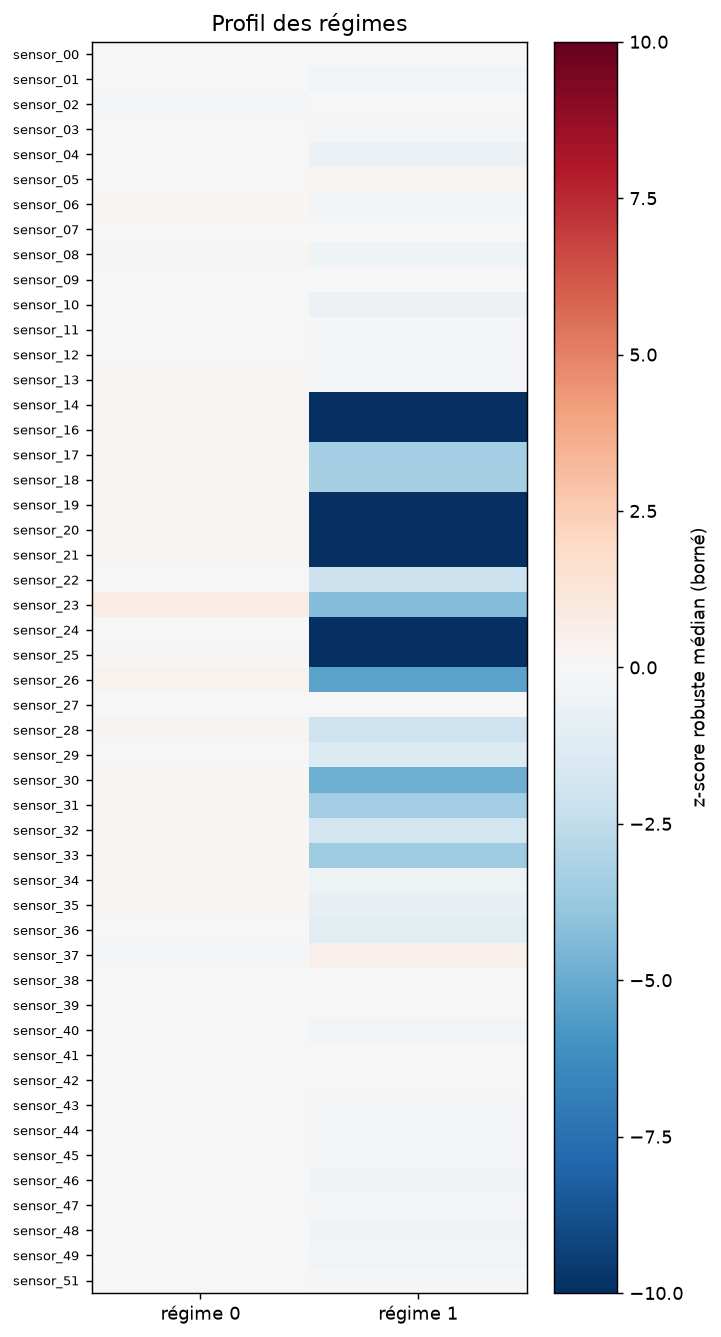 Profil des régimes
sensor_00
sensor_01
sensor_02
sensor_03
sensor_04
sensor_05
sensor_06
sensor_07
sensor_08
sensor_09
sensor_10
sensor_11
sensor_12
sensor_13
sensor_14
sensor_16
sensor_17
sensor_18
sensor_19
sensor_20
sensor_21
sensor_22
sensor_23
sensor_24
sensor_25
sensor_26
sensor_27
sensor_28
sensor_29
sensor_30
sensor_31
sensor_32
sensor_33
sensor_34
sensor_35
sensor_36
sensor_37
sensor_38
sensor_39
sensor_40
sensor_41
sensor_42
sensor_43
sensor_44
sensor_45
sensor_46
sensor_47
sensor_48
sensor_49
sensor_51
régime 0
régime 1
10.0
7.5
5.0
2.5
0.0
−2.5
−5.0
−7.5
−10.0
z-score robuste médian (borné)